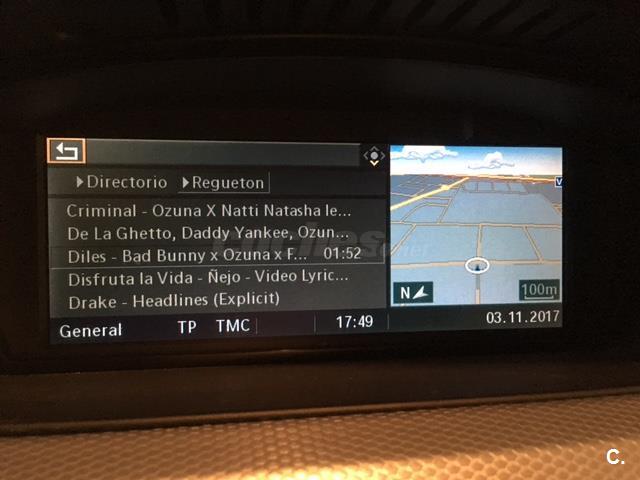 Directorio Regueton
Criminal - Ozuna X Natti Natasha le...
De La Ghetto, Daddy Yankee, Ozun...
Diles - Bad Bunny x Ozuna x F... 01:52
Disfruta la Vida - Ñejo - Video Lyric...
Drake - Headlines (Explicit)
N 100m
General TP TMC 17:49 03.11.2017
C.